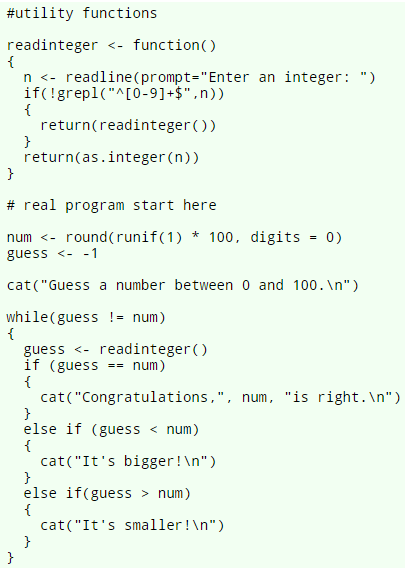 #utility functions

readinteger <- function()
{
  n <- readline(prompt="Enter an integer: ")
  if(!grepl("^[0-9]+$",n))
  {
    return(readinteger())
  }
  return(as.integer(n))
}

# real program start here

num <- round(runif(1) * 100, digits = 0)
guess <- -1

cat("Guess a number between 0 and 100.\n")

while(guess != num)
{
  guess <- readinteger()
  if (guess == num)
  {
    cat("Congratulations,", num, "is right.\n")
  }
  else if (guess < num)
  {
    cat("It's bigger!\n")
  }
  else if(guess > num)
  {
    cat("It's smaller!\n")
  }
}